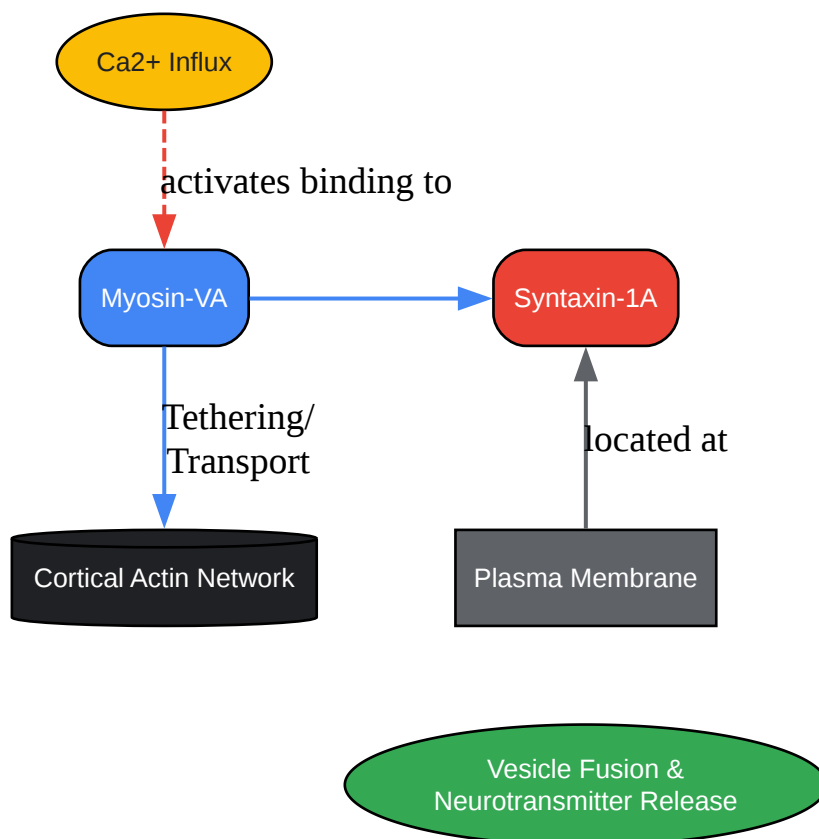 Ca2+ Influx
activates binding to
Myosin-VA
Syntaxin-1A
Tethering/
Transport
located at
Cortical Actin Network
Plasma Membrane
Vesicle Fusion &
Neurotransmitter Release